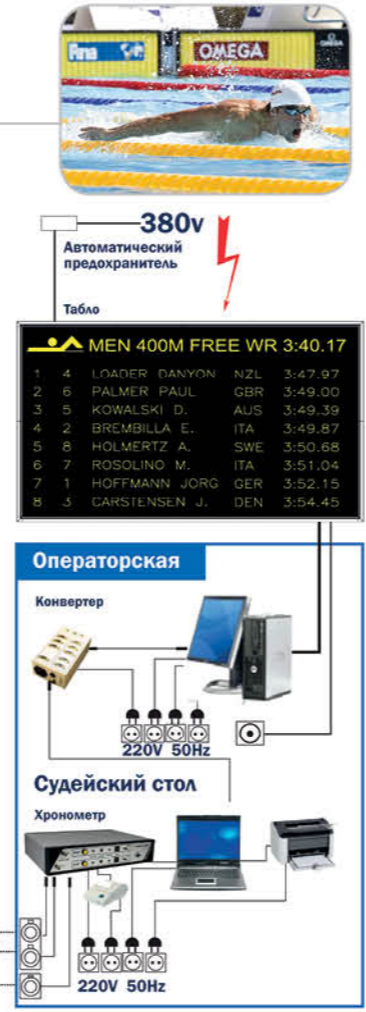 Fina
OMEGA
OMEGA
380v
Автоматический
предохранитель
Табло
MEN 400M FREE WR 3:40.17
1 4 LOADER DANYON NZL 3:47.97
2 6 PALMER PAUL GBR 3:49.00
3 5 KOWALSKI D. AUS 3:49.39
4 2 BREMBILLA E. ITA 3:49.87
5 8 HOLMERTZ A. SWE 3:50.68
6 7 ROSOLINO M. ITA 3:51.04
7 1 HOFFMANN JORG GER 3:52.15
8 3 CARSTENSEN J. DEN 3:54.45
Операторская
Конвертер
220V 50Hz
Судейский стол
Хронометр
220V 50Hz